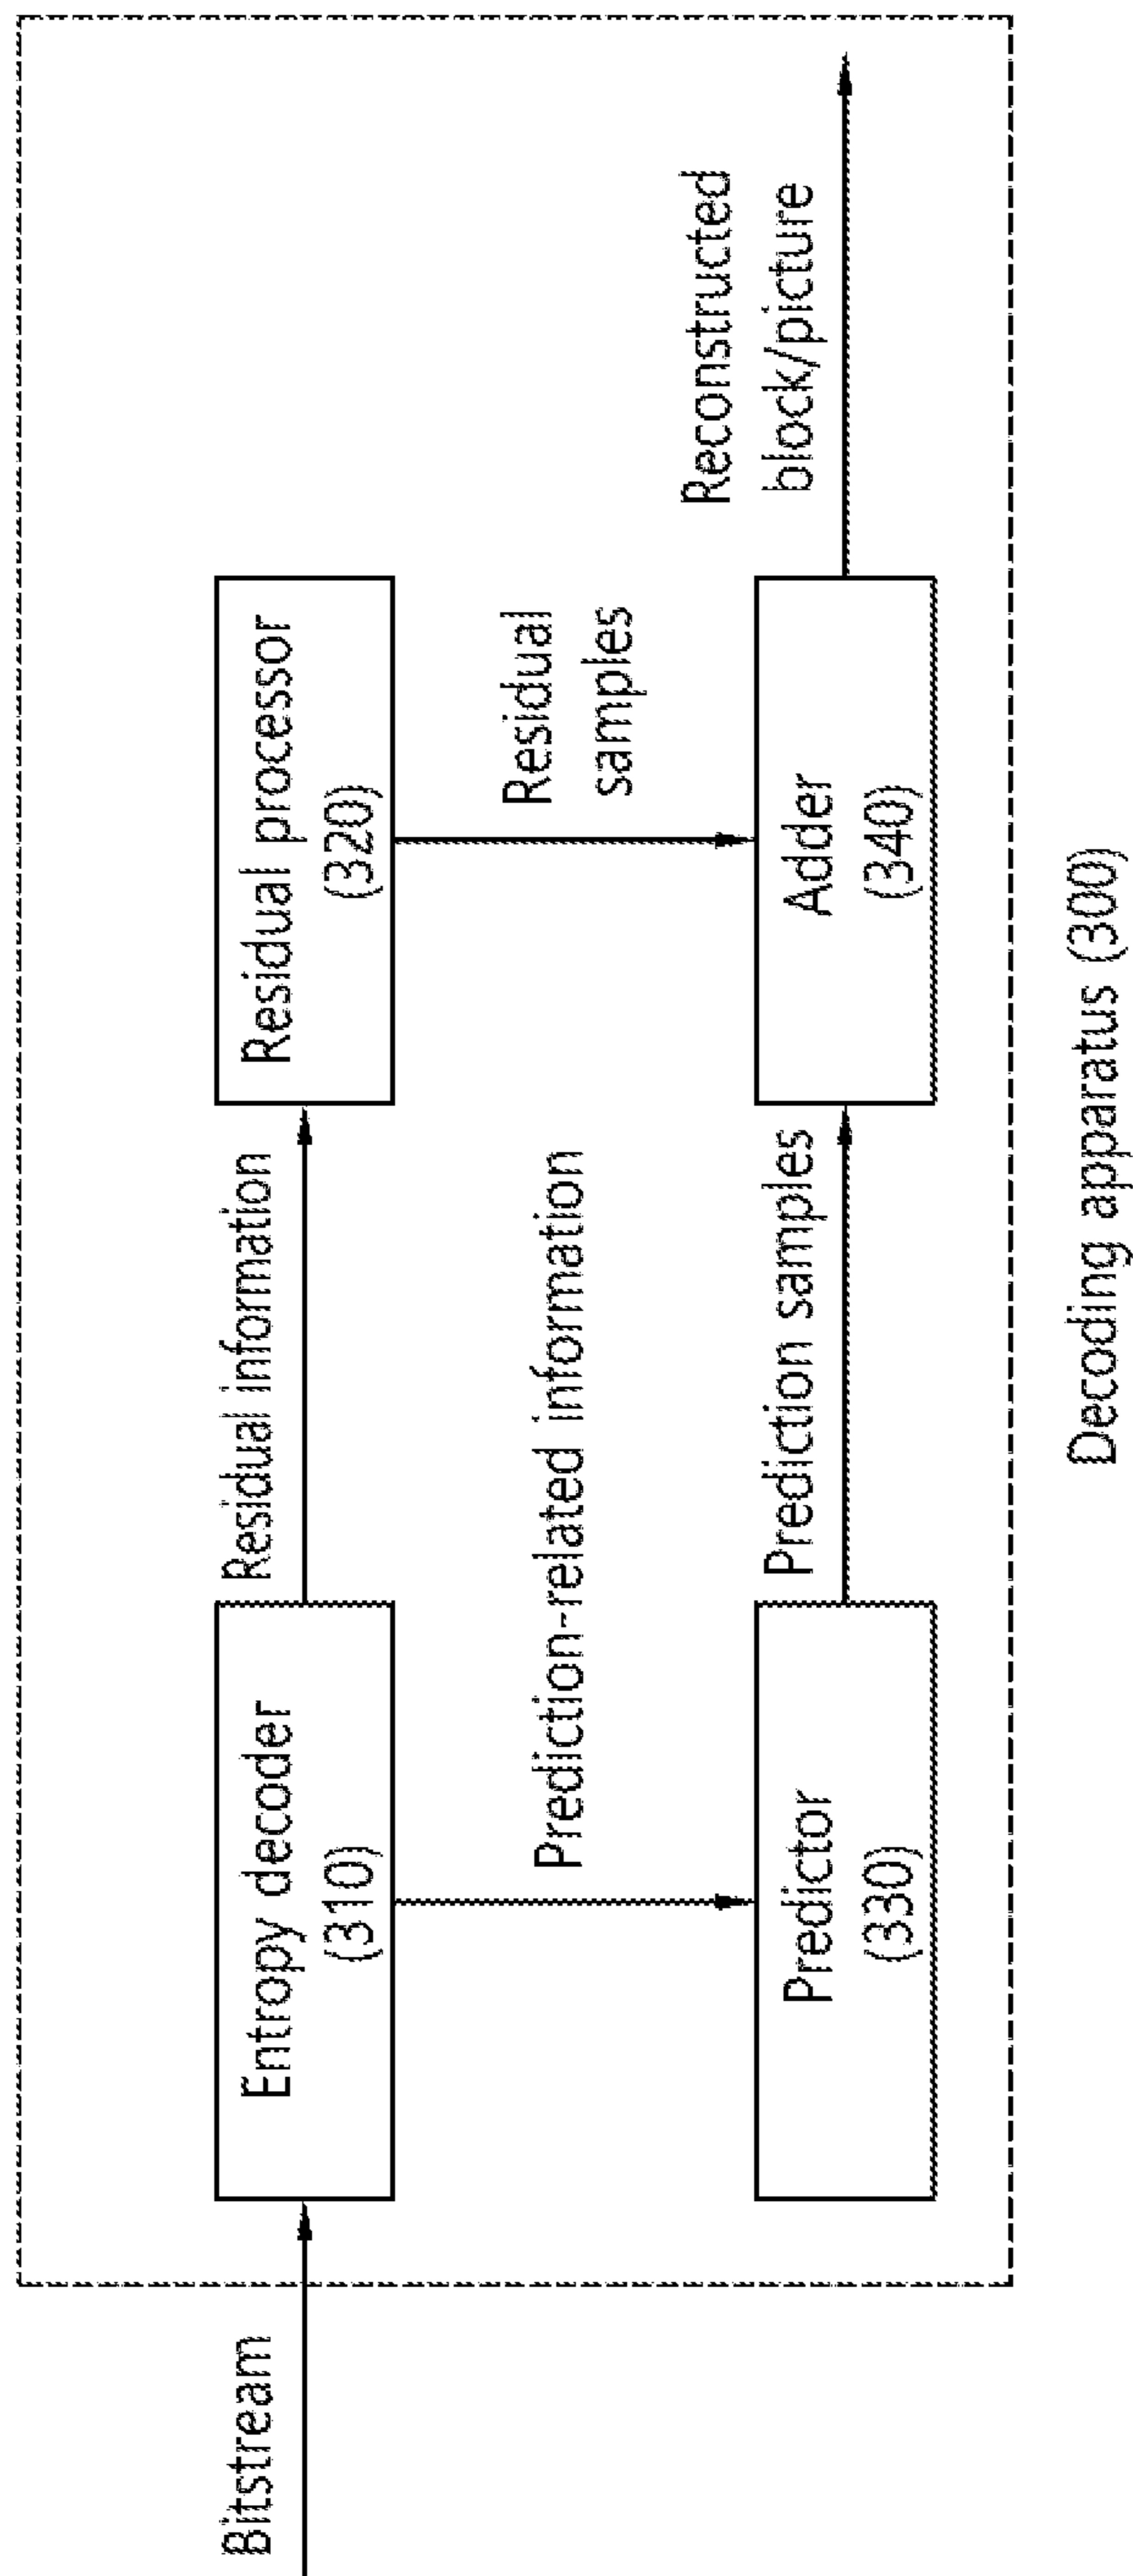 Bitstream
Entropy decoder
(310)
Residual information
Residual processor
(320)
Prediction-related information
Residual
samples
Predictor
(330)
Prediction samples
Adder
(340)
Reconstructed
block/picture
Decoding apparatus (300)